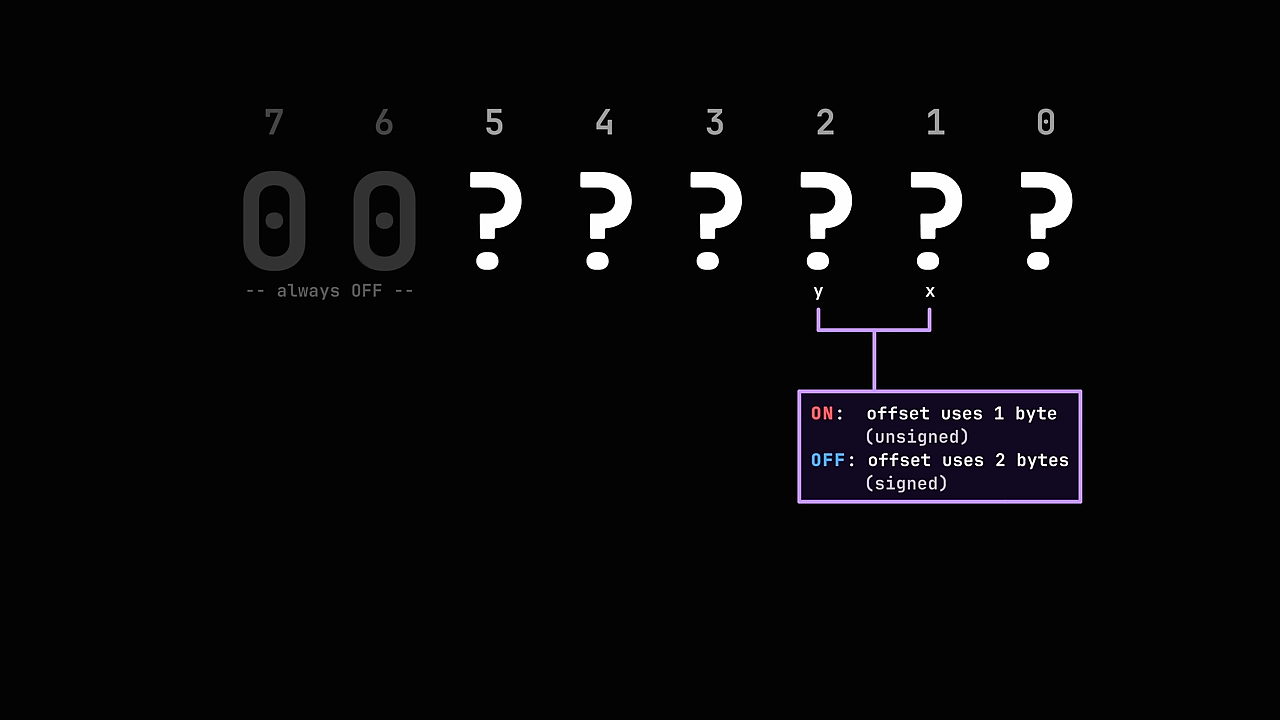 7 6 5 4 3 2 1 0
0 0 ? ? ? ? ? ?
-- always OFF -- y x
ON: offset uses 1 byte
(unsigned)
OFF: offset uses 2 bytes
(signed)